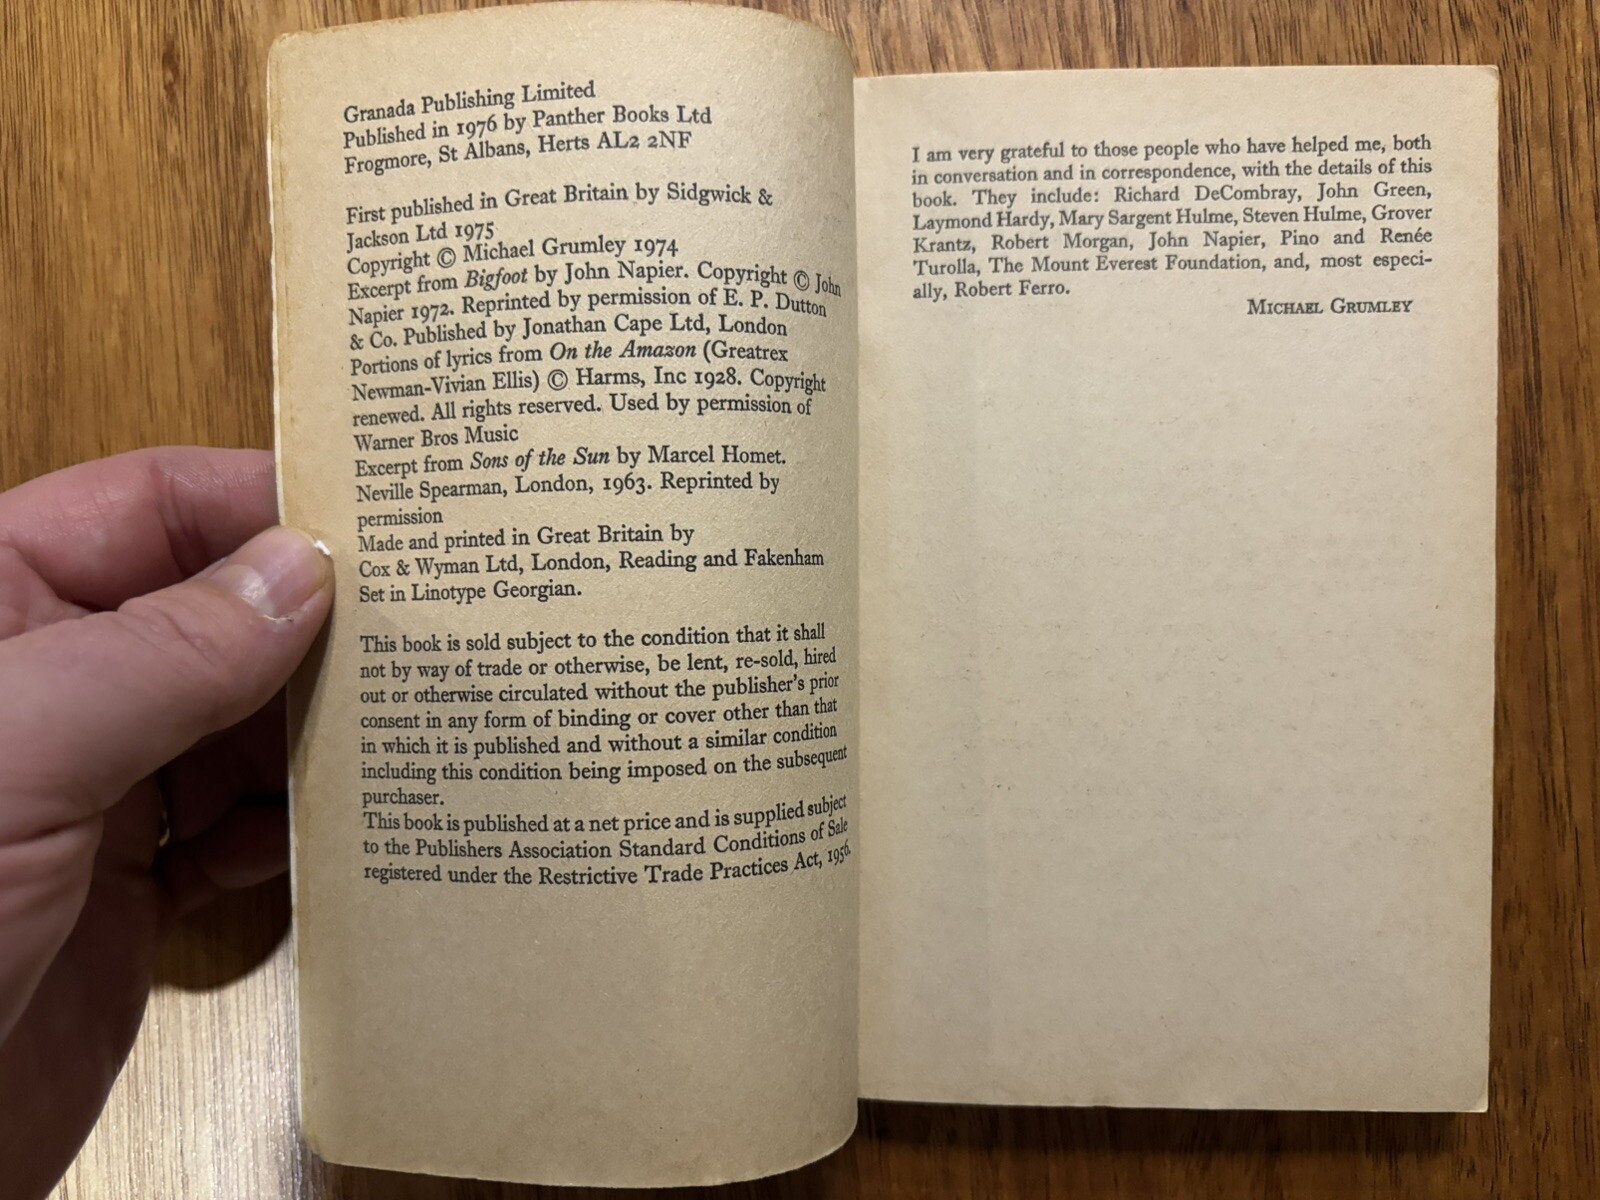 Granada Publishing Limited
Published in 1976 by Panther Books Ltd
Frogmore, St Albans, Herts AL2 2NF
First published in Great Britain by Sidgwick &
Jackson Ltd 1975
Copyright © Michael Grumley 1974
Excerpt from Bigfoot by John Napier. Copyright © John
Napier 1972. Reprinted by permission of E. P. Dutton
& Co. Published by Jonathan Cape Ltd, London
Portions of lyrics from On the Amazon (Greatrex
Newman-Vivian Ellis) © Harms, Inc 1928. Copyright
renewed. All rights reserved. Used by permission of
Warner Bros Music
Excerpt from Sons of the Sun by Marcel Homet.
Neville Spearman, London, 1963. Reprinted by
permission
Made and printed in Great Britain by
Cox & Wyman Ltd, London, Reading and Fakenham
Set in Linotype Georgian.
This book is sold subject to the condition that it shall
not by way of trade or otherwise, be lent, re-sold, hired
out or otherwise circulated without the publisher's prior
consent in any form of binding or cover other than that
in which it is published and without a similar condition
including this condition being imposed on the subsequent
purchaser.
This book is published at a net price and is supplied subject
to the Publishers Association Standard Conditions of Sale
registered under the Restrictive Trade Practices Act, 1956.
I am very grateful to those people who have helped me, both
in conversation and in correspondence, with the details of this
book. They include: Richard DeCombray, John Green,
Laymond Hardy, Mary Sargent Hulme, Steven Hulme, Grover
Krantz, Robert Morgan, John Napier, Pino and Renée
Turolla, The Mount Everest Foundation, and, most especi-
ally, Robert Ferro.
MICHAEL GRUMLEY